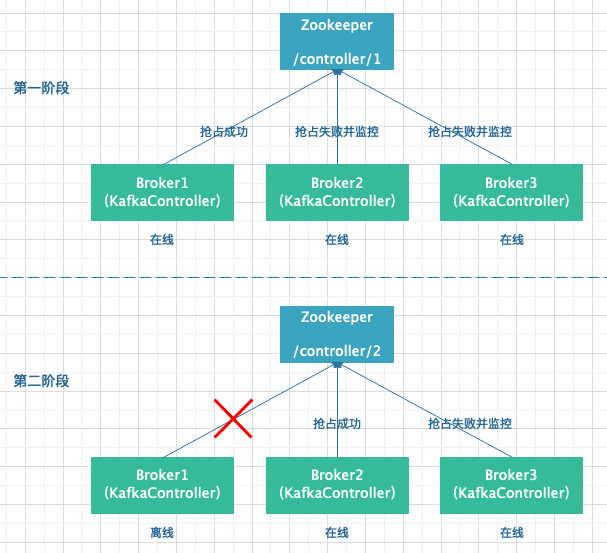 Zookeeper
/controller/1
第一阶段
抢占成功
抢占失败并监控
抢占失败并监控
Broker1
(KafkaController)
Broker2
(KafkaController)
Broker3
(KafkaController)
在线
在线
在线
Zookeeper
/controller/2
第二阶段
抢占成功
抢占失败并监控
Broker1
(KafkaController)
Broker2
(KafkaController)
Broker3
(KafkaController)
离线
在线
在线